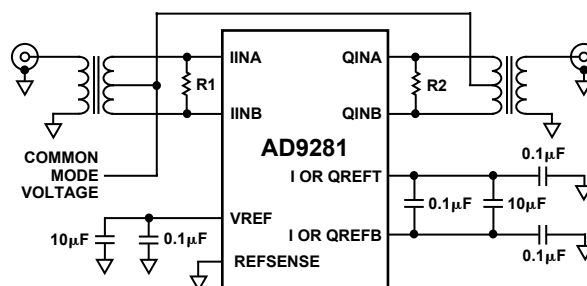 IINA
QINA
R1
R2
IINB
QINB
AD9281
COMMON
MODE
VOLTAGE
I OR QREFT
0.1µF
0.1µF
10µF
VREF
10µF
0.1µF
I OR QREFB
REFSENSE
0.1µF